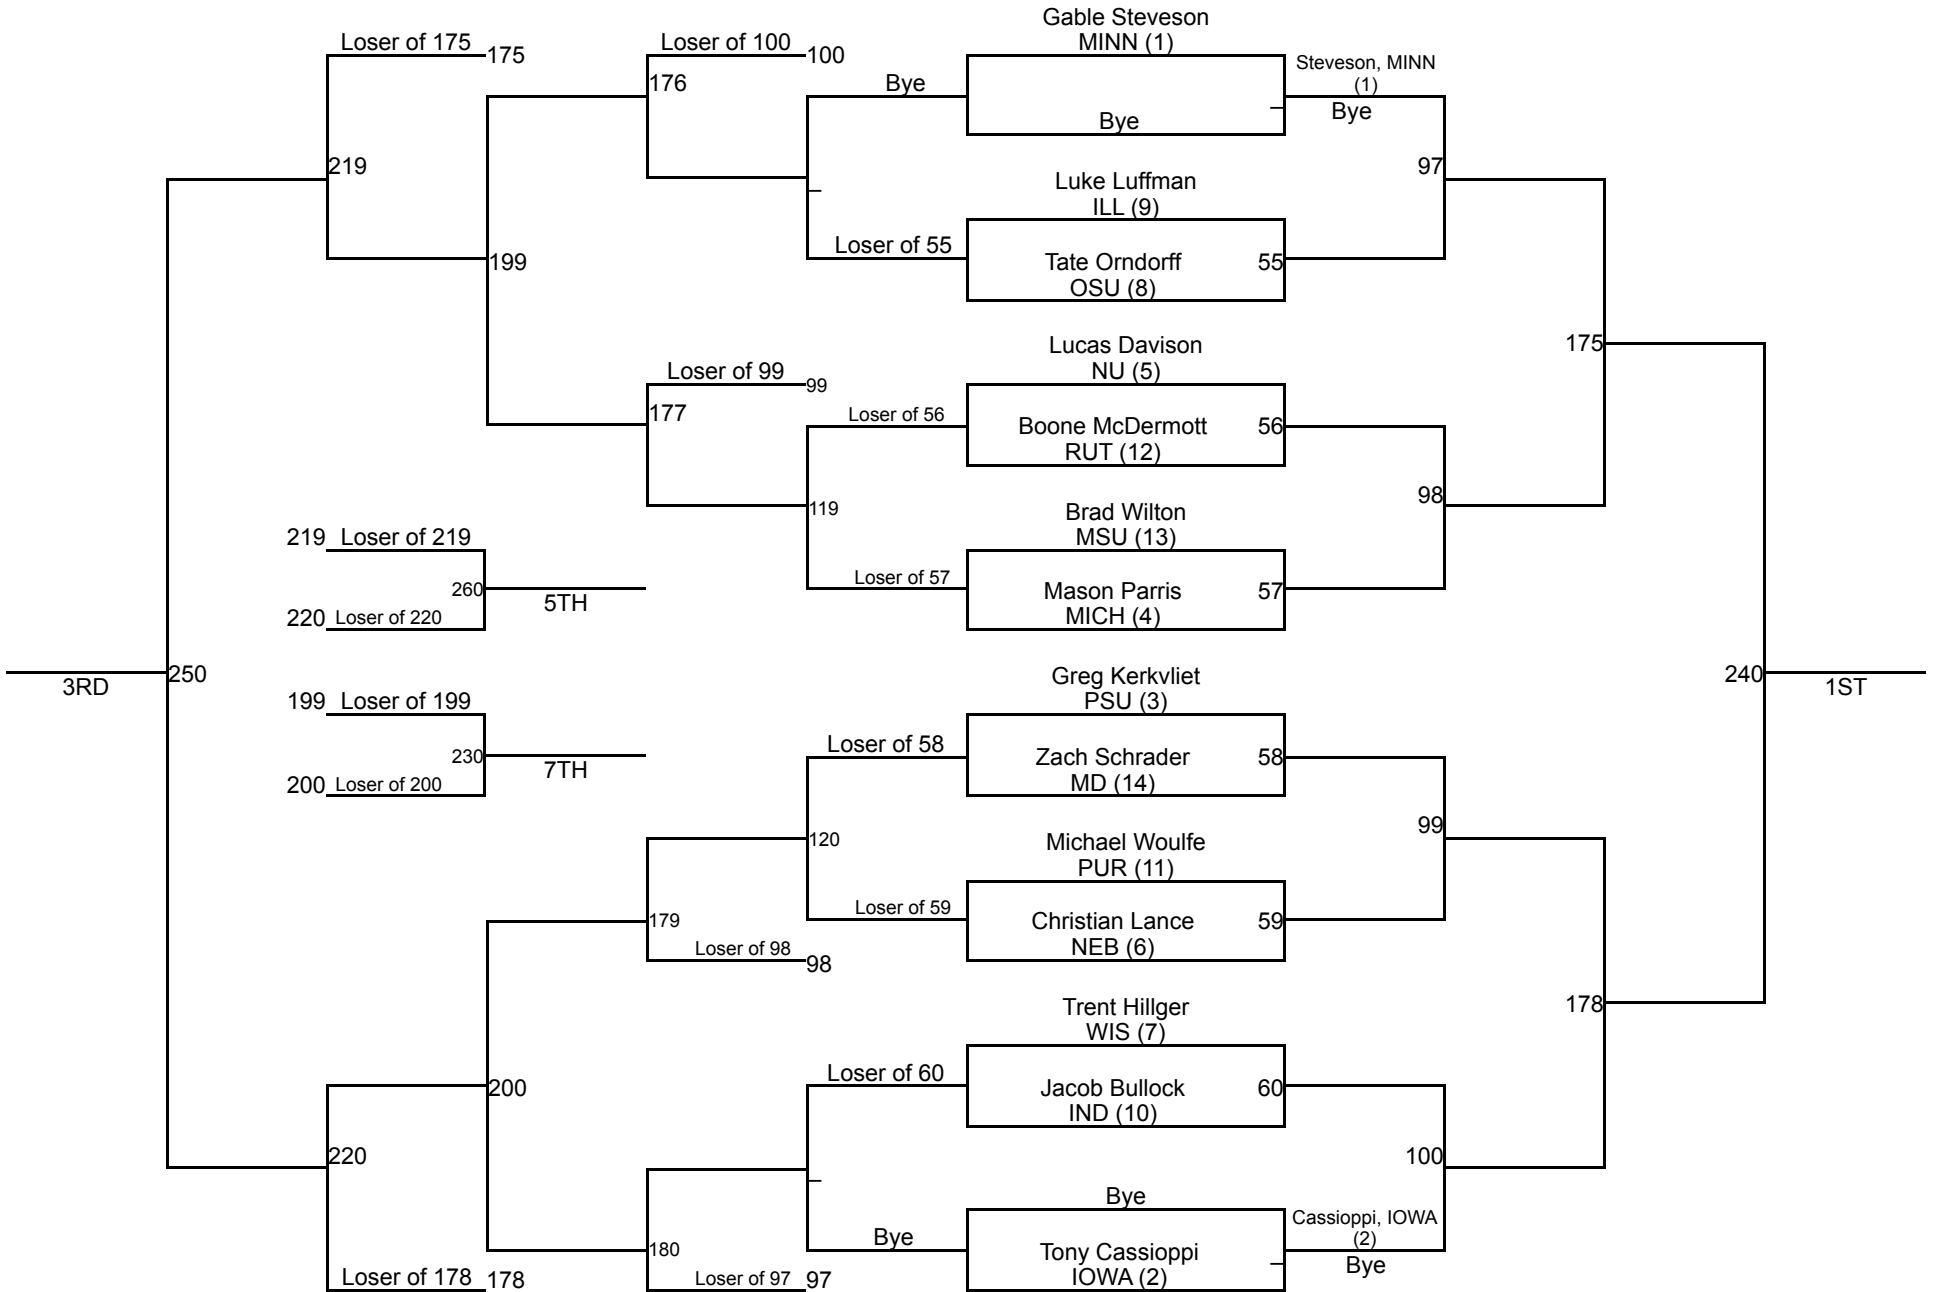 Gable Steveson
Loser of 175
175
Loser of 100
100
MINN (1)
Steveson, MINN
(1)
176
Bye
Bye
Bye
219
97
Luke Luffman
ILL (9)
Loser of 55
199
Tate Orndorff
55
OSU (8)
Lucas Davison
175
NU (5)
Loser of 99
99
177
Loser of 56
Boone McDermott
56
RUT (12)
98
119
Brad Wilton
MSU (13)
219
Loser of 219
Loser of 57
260
5TH
Mason Parris
57
MICH (4)
220
Loser of 220
3RD
250
Greg Kerkvliet
PSU (3)
240
1ST
199
Loser of 199
230
7TH
Loser of 58
Zach Schrader
58
MD (14)
200
Loser of 200
99
120
Michael Woulfe
PUR (11)
179
Loser of 59
Christian Lance
59
NEB (6)
Loser of 98
98
Trent Hillger
WIS (7)
178
Loser of 60
200
Jacob Bullock
60
IND (10)
220
100
Bye
Cassioppi, IOWA
(2)
180
Bye
Tony Cassioppi
IOWA (2)
Bye
Loser of 178
178
Loser of 97
97